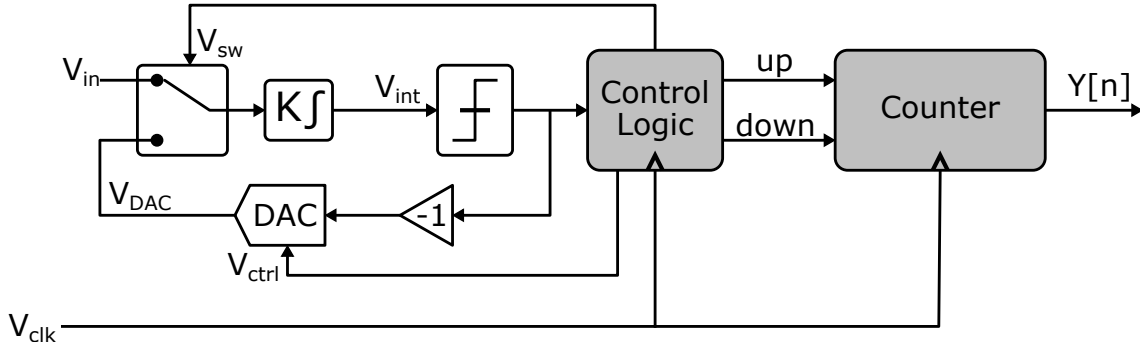 V_sw
V_in
K∫
V_int
Control
Logic
up
down
Counter
Y[n]
V_DAC
DAC
-1
V_ctrl
V_clk